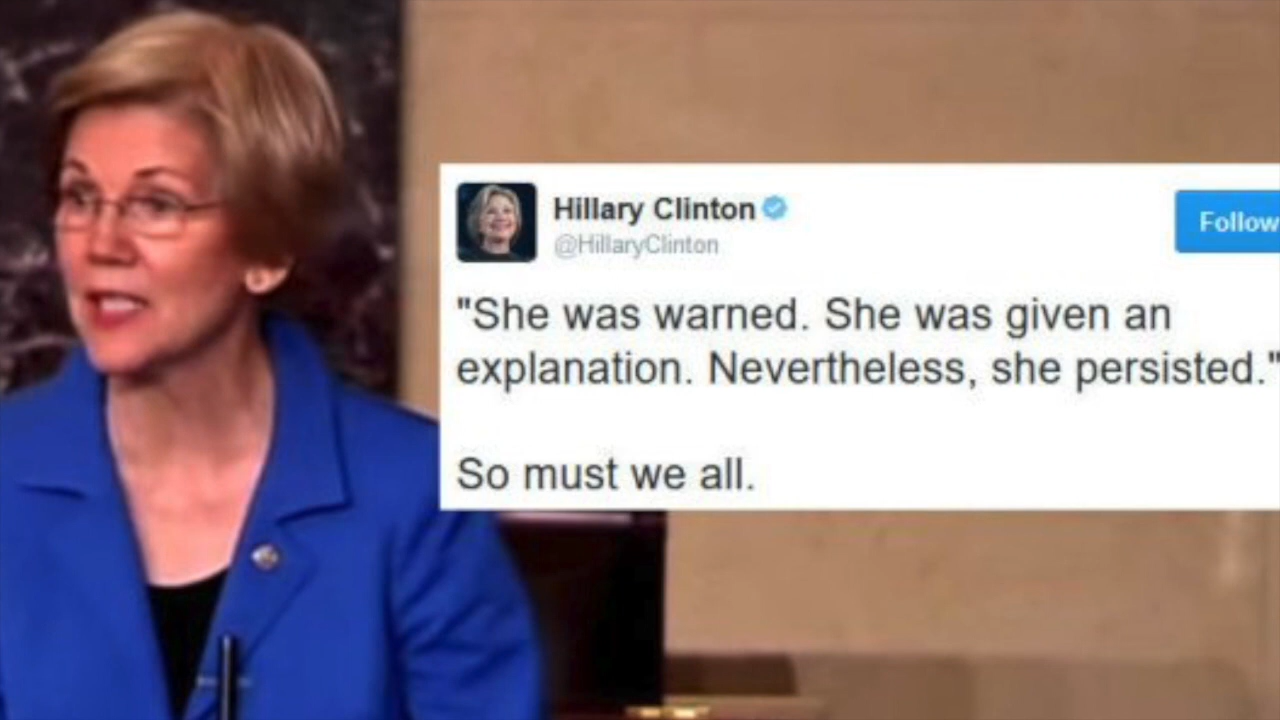 Hillary Clinton
@HillaryClinton
Follow
"She was warned. She was given an
explanation. Nevertheless, she persisted."
So must we all.